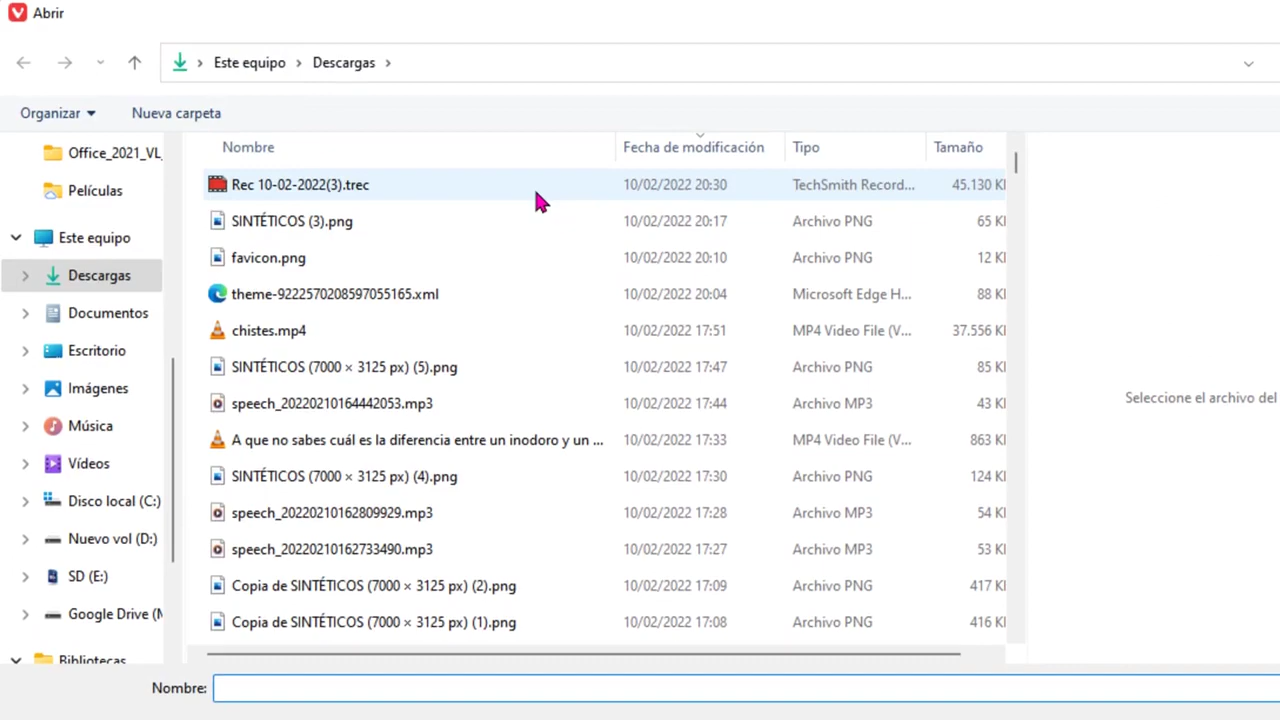 Abrir
Este equipo Descargas
Organizar Nueva carpeta
Office_2021_VL_
Películas
Este equipo
Descargas
Documentos
Escritorio
Imágenes
Música
Vídeos
Disco local (C:)
Nuevo vol (D:)
SD (E:)
Google Drive (M
Bibliotecas
Nombre Fecha de modificación Tipo Tamaño
Rec 10-02-2022(3).trec 10/02/2022 20:30 TechSmith Record... 45.130 KI
SINTÉTICOS (3).png 10/02/2022 20:17 Archivo PNG 65 KI
favicon.png 10/02/2022 20:10 Archivo PNG 12 KI
theme-9222570208597055165.xml 10/02/2022 20:04 Microsoft Edge H... 88 KI
chistes.mp4 10/02/2022 17:51 MP4 Video File (V... 37.556 KI
SINTÉTICOS (7000 × 3125 px) (5).png 10/02/2022 17:47 Archivo PNG 85 KI
speech_20220210164442053.mp3 10/02/2022 17:44 Archivo MP3 43 KI
A que no sabes cuál es la diferencia entre un inodoro y un ... 10/02/2022 17:33 MP4 Video File (V... 863 KI
SINTÉTICOS (7000 × 3125 px) (4).png 10/02/2022 17:30 Archivo PNG 124 KI
speech_20220210162809929.mp3 10/02/2022 17:28 Archivo MP3 54 KI
speech_20220210162733490.mp3 10/02/2022 17:27 Archivo MP3 53 KI
Copia de SINTÉTICOS (7000 × 3125 px) (2).png 10/02/2022 17:09 Archivo PNG 417 KI
Copia de SINTÉTICOS (7000 × 3125 px) (1).png 10/02/2022 17:08 Archivo PNG 416 KI
Seleccione el archivo del
Nombre: